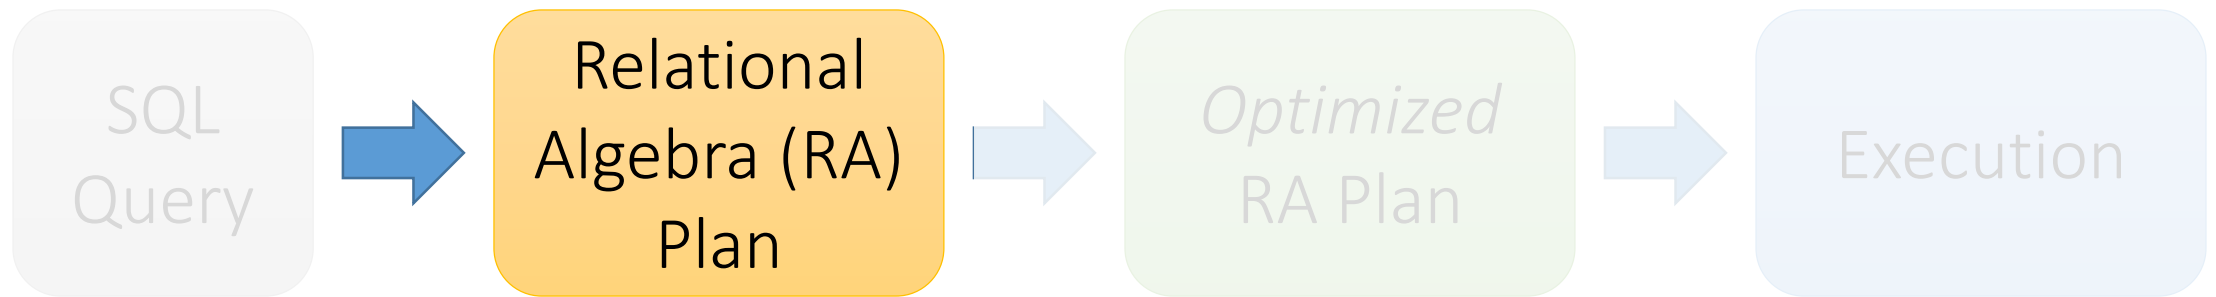 SQL
Query
Relational
Algebra (RA)
Plan
Optimized
RA Plan
Execution